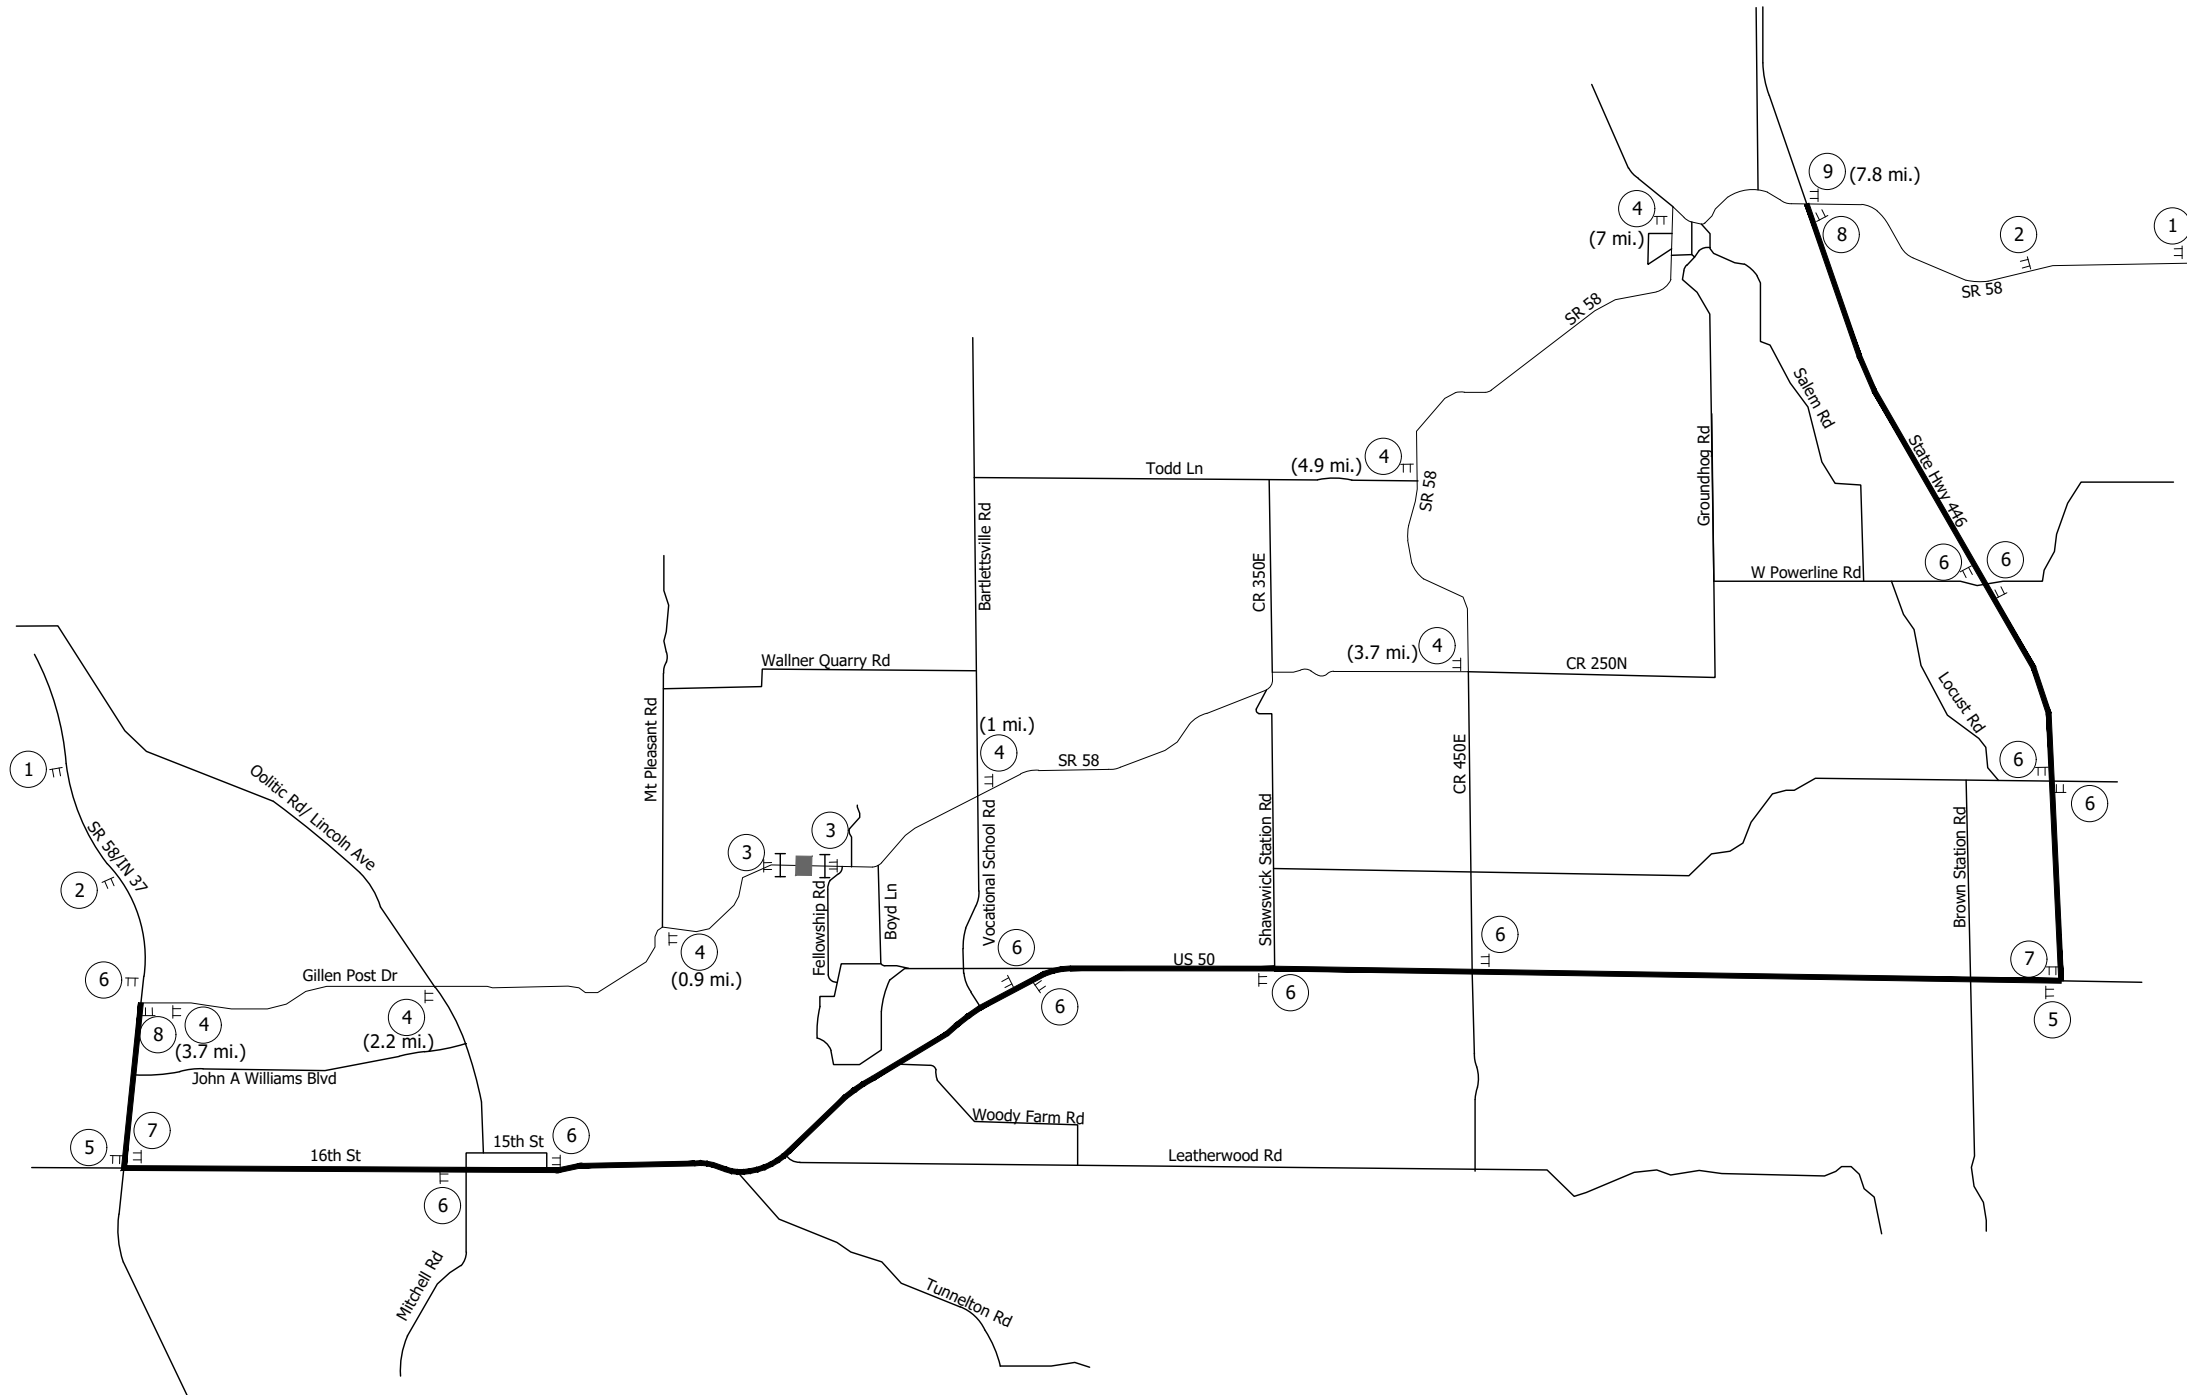 9
(7.8 mi.)
4
(7 mi.)
8
2
1
SR 58
SR 58
Salem Rd
State Hwy 446
Groundhog Rd
Todd Ln
(4.9 mi.)
4
SR 58
Bartlettsville Rd
CR 350E
W Powerline Rd
6
6
Wallner Quarry Rd
(3.7 mi.)
4
CR 250N
Locust Rd
Mt Pleasant Rd
(1 mi.)
4
SR 58
CR 450E
6
6
1
Oolitic Rd/ Lincoln Ave
SR 58/IN 37
2
3
3
Vocational School Rd
Shawswick Station Rd
Brown Station Rd
Fellowship Rd
Boyd Ln
4
(0.9 mi.)
6
Gillen Post Dr
6
US 50
6
7
6
6
5
8
4
(3.7 mi.)
4
(2.2 mi.)
John A Williams Blvd
Woody Farm Rd
5
7
16th St
15th St
6
Leatherwood Rd
6
Mitchell Rd
Tunnelton Rd